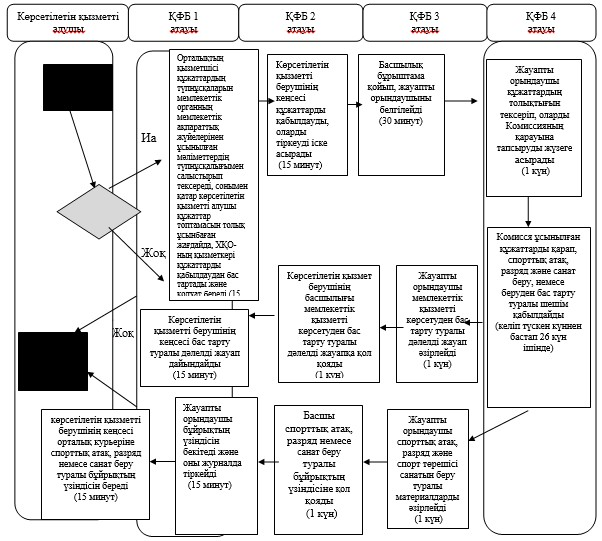 Көрсетілетін қызметті
алушы
ҚФБ 1
атауы
ҚФБ 2
атауы
ҚФБ 3
атауы
ҚФБ 4
атауы
Орталықтың
қызметшісі
құжаттардың
түпнұсқаларын
мемлекеттік
органның
мемлекеттік
ақпараттық
жүйелерінен
ұсынылған
мәліметтердің
түпнұсқалығымен
салыстырып
тексереді, сонымен
қатар көрсетілетін
қызметті алушы
құжаттар
топтамасын толық
ұсынбаған
жағдайда, ХҚО-
ның қызметкері
құжаттарды
қабылдаудан бас
тартады және
қолхат береді (15
Көрсетілетін
қызметті
берушінің
кеңсесі
құжаттарды
қабылдауды,
оларды
тіркеуді іске
асырады
(15 минут)
Басшылық
бұрыштама
қойып, жауапты
орындаушыны
белгілейді
(30 минут)
Жауапты
орындаушы
құжаттардың
толықтығын
тексеріп, оларды
Комиссияның
қарауына
тапсыруды жүзеге
асырады
(1 күн)
Иа
Жоқ
Жоқ
Комисся ұсынылған
құжаттарды қарап,
спорттық атақ,
разряд және санат
беру, немесе
беруден бас тарту
туралы шешім
қабылдайды
(келіп түскен күннен
бастап 26 күн
ішінде)
Жауапты
орындаушы
мемлекеттік
қызметті
көрсетуден бас
тарту туралы
дәлелді жауап
әзірлейді
(1 күн)
Көрсетілетін қызмет
берушінің
басшылығы
мемлекеттік
қызметті
көрсетуден бас
тарту туралы
дәлелді жауапқа қол
қояды
(1 күн)
Көрсетілетін
қызметті берушінің
кеңсесі бас тарту
туралы дәлелді жауап
дайындайды
(15 минут)
көрсетілетін қызметті
берушінің кеңсесі
орталық курьеріне
спорттық атақ, разряд
немесе санат беру
туралы бұйрықтың
үзіндісін береді
(15 минут)
Жауапты
орындаушы
бұйрықтың
үзіндісін
бекітеді және
оны журналда
тіркейді
(15 минут)
Басшы
спорттық атақ,
разряд немесе
санат беру
туралы
бұйрықтың
үзіндісіне қол
қояды
(1 күн)
Жауапты
орындаушы
спорттық атақ,
разряд және
спорт төрешісі
санатын беру
туралы
материалдарды
әзірлейді
(1 күн)